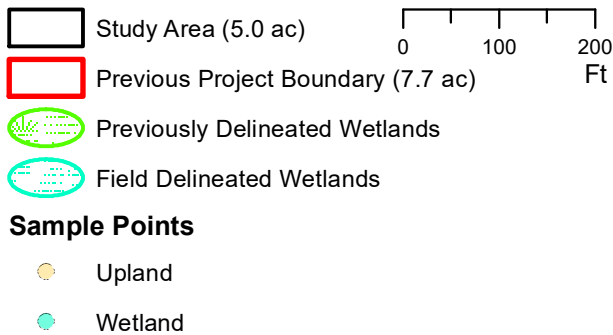 Study Area (5.0 ac)
0 100 200
Ft
Previous Project Boundary (7.7 ac)
Previously Delineated Wetlands
Field Delineated Wetlands
Sample Points
Upland
Wetland